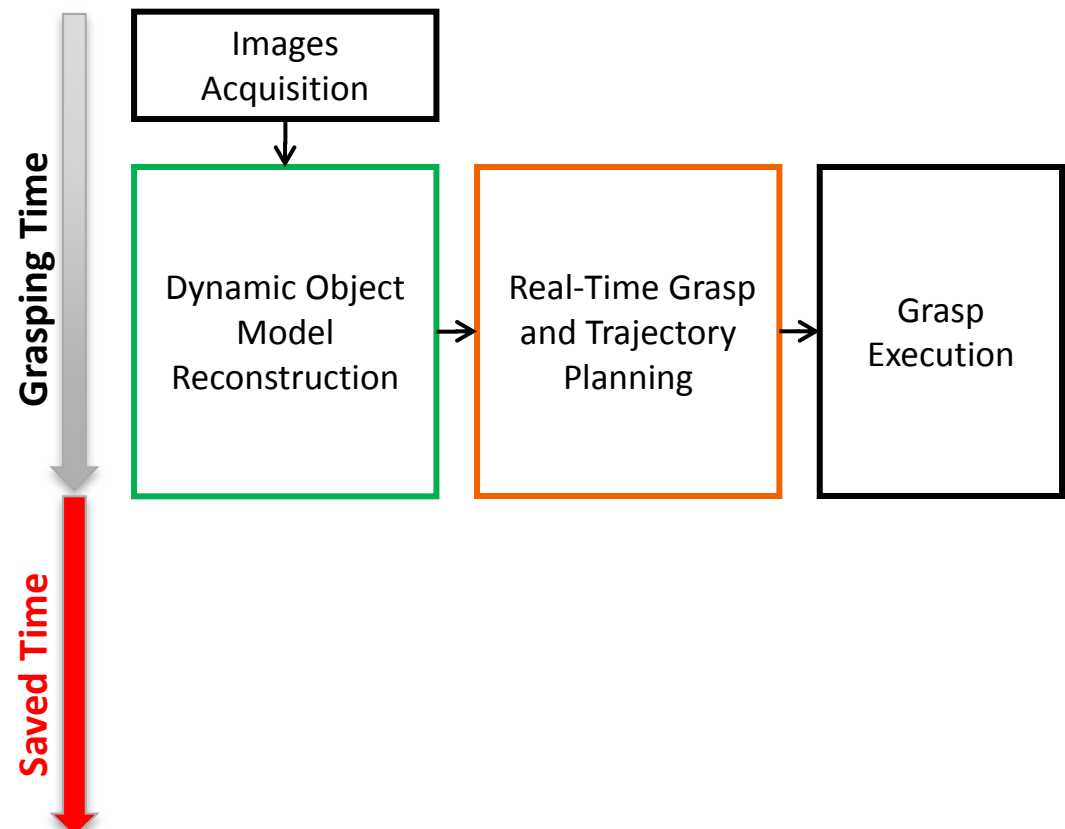 Images
Acquisition
Grasping Time
Dynamic Object
Model
Reconstruction
Real-Time Grasp
and Trajectory
Planning
Grasp
Execution
Saved Time